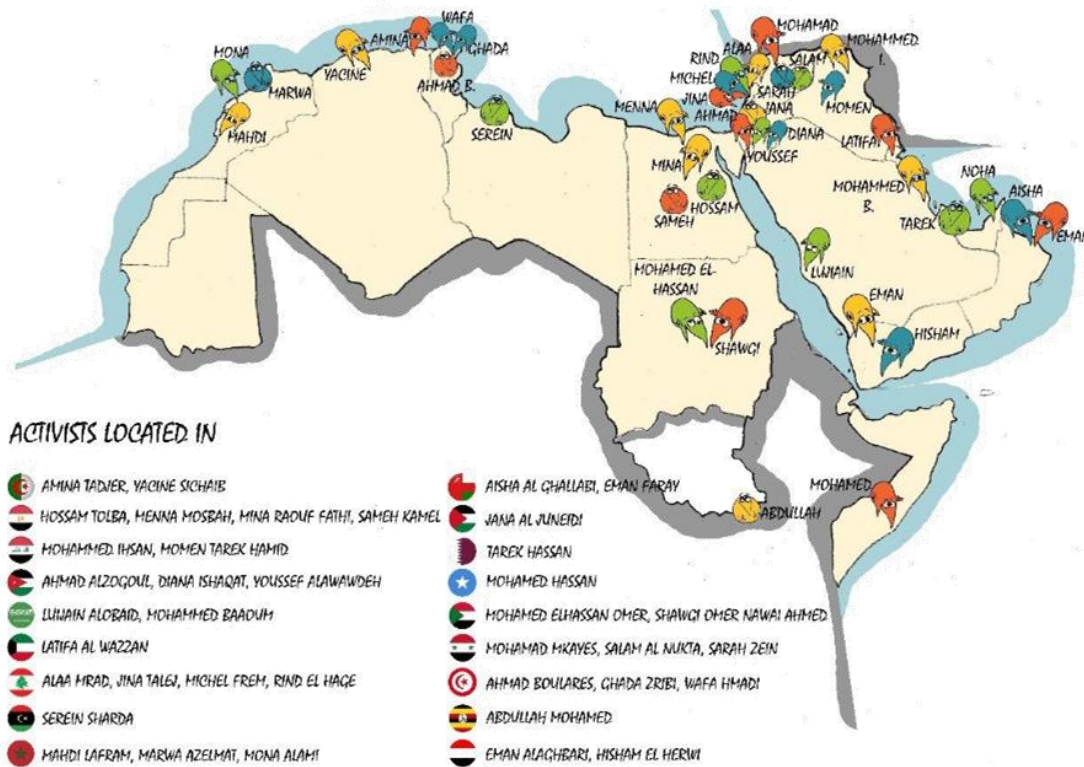 WAFA
MOHAMAD
MOHAMMED
I.
AMINA
GHADA
ALAA
MONA
RIND
SALAM
YACINE
MICHEL
MARWA
AHMAD B.
SARAH
JINA
MOMEN
MENNA
JANA
AHMAD
MAHDI
SEREIN
DIANA
LATIFA
YOUSSEF
MINA
NOHA
MOHAMMED
B.
AISHA
HOSSAM
TAREK
SAMEH
EMAN
MOHAMED EL
HASSAN
LUJAIN
EMAN
HISHAM
SHAWGI
MOHAMED
ABDULLAH
ACTIVISTS LOCATED IN
AMINA TADJER, YACINE SICHAIB
HOSSAM TOLBA, MENNA MOSBAH, MINA RAOUF FATHI, SAMEH KAMEL
MOHAMMED IHSAN, MOMEN TAREK HAMID
AHMAD ALZOGOUL, DIANA ISHAQAT, YOUSSEF ALAWAWDEH
LUJAIN ALOBAID, MOHAMMED BAAOUM
LATIFA AL WAZZAN
ALAA MRAD, JINA TALEJ, MICHEL FREM, RIND EL HAGE
SEREIN SHARDA
MAHDI LAFRAM, MARWA AZELMAT, MONA ALAMI
AISHA AL GHALLABI, EMAN FARAY
JANA AL JUNEIDI
TAREK HASSAN
MOHAMED HASSAN
MOHAMED ELHASSAN OMER, SHAWGI OMER NAWAI AHMED
MOHAMAD MKAYES, SALAM AL NUKTA, SARAH ZEIN
AHMAD BOULARES, GHADA ZRIBI, WAFA HMADI
ABDULLAH MOHAMED
EMAN ALAGHBARI, HISHAM EL HERWI